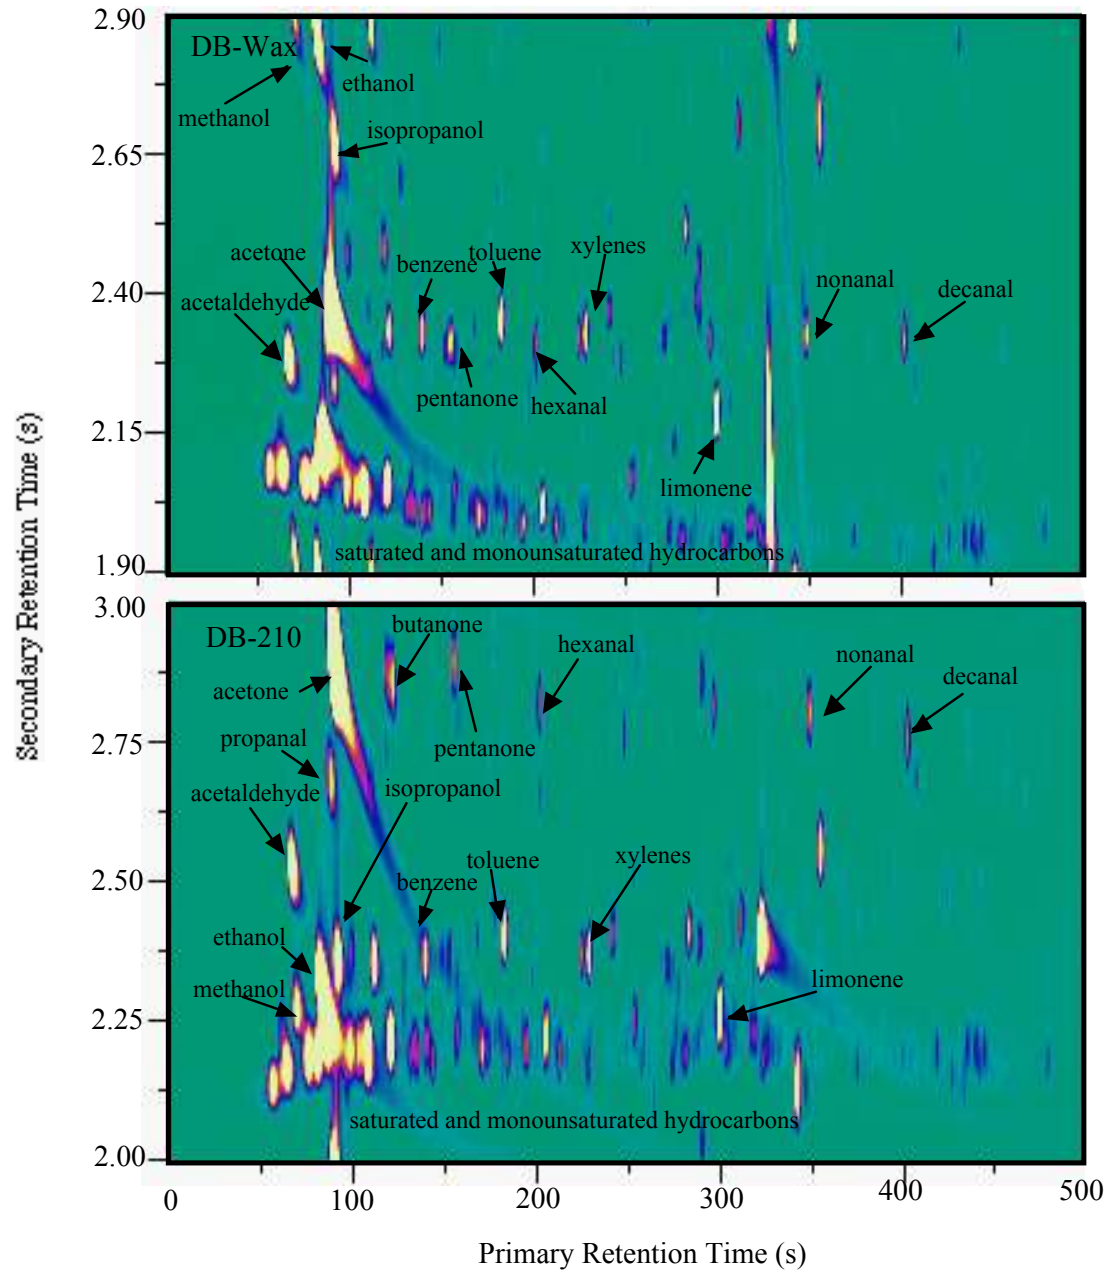 2.90
DB-Wax
ethanol
methanol
isopropanol
2.65
acetone
benzene
toluene
xylenes
nonanal
decanal
2.40
acetaldehyde
pentanone
hexanal
2.15
limonene
saturated and monounsaturated hydrocarbons
1.90
Secondary Retention Time (s)
3.00
DB-210
butanone
hexanal
nonanal
acetone
decanal
2.75
propanal
pentanone
acetaldehyde
isopropanol
2.50
benzene
toluene
xylenes
ethanol
methanol
limonene
2.25
saturated and monounsaturated hydrocarbons
2.00
0 100 200 300 400 500
Primary Retention Time (s)